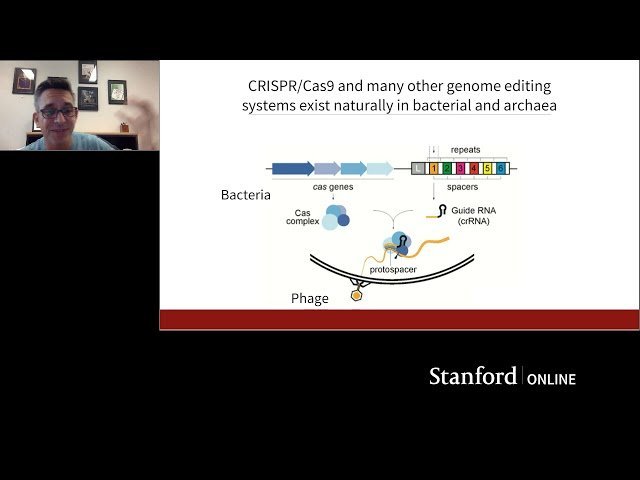 CRISPR/Cas9 and many other genome editing
systems exist naturally in bacterial and archaea
repeats
L 1 2 3 4 5 6
Bacteria
cas genes
spacers
Cas
complex
Guide RNA
(crRNA)
protospacer
Phage
Stanford ONLINE